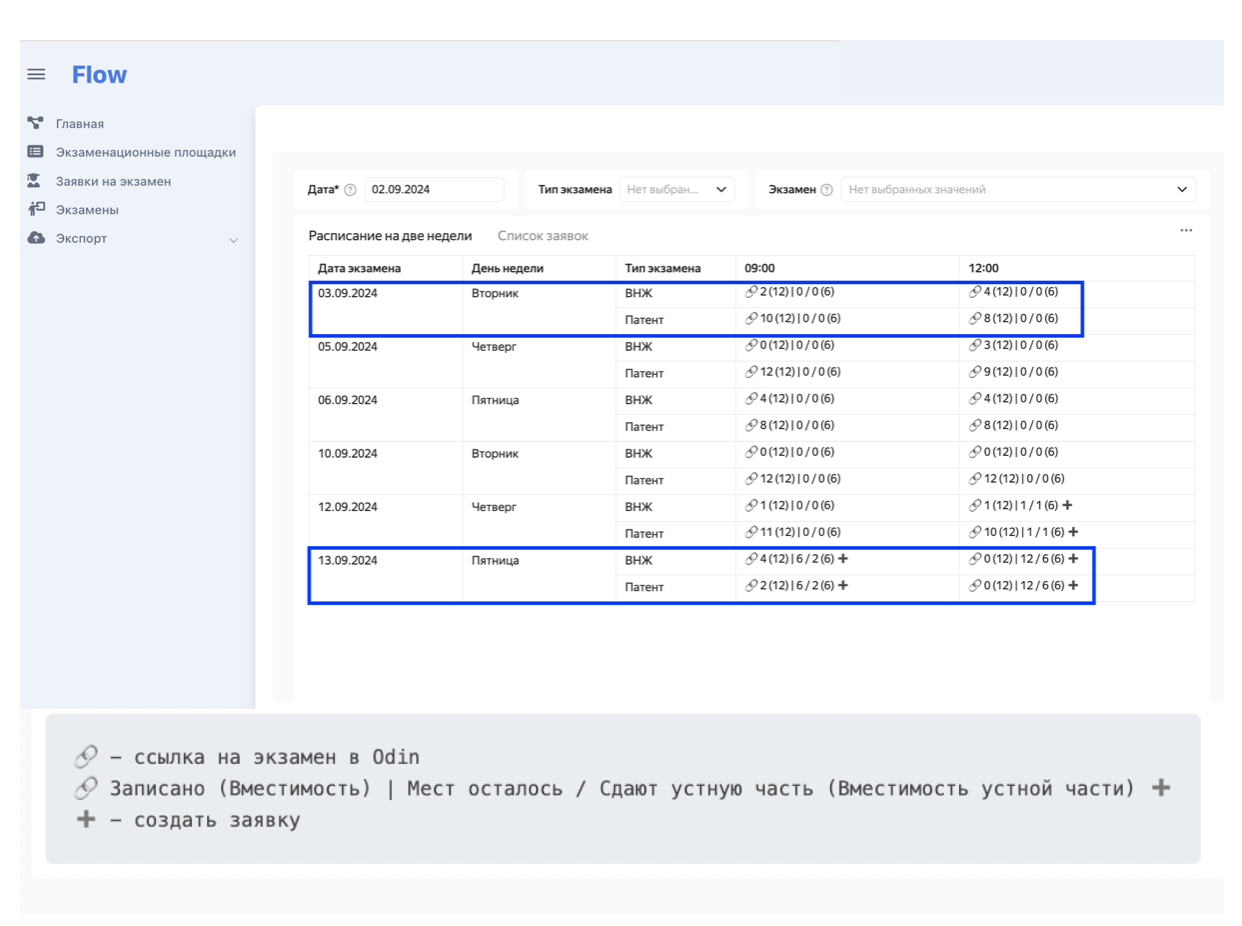 Flow
Главная
Экзаменационные площадки
Заявки на экзамен
Экзамены
Экспорт
Дата* ? 02.09.2024 Тип экзамена Нет выбран... Экзамен ? Нет выбранных значений
Расписание на две недели Список заявок ...
Дата экзамена День недели Тип экзамена 09:00 12:00
03.09.2024 Вторник ВНЖ 🔗 2 (12) | 0 / 0 (6) 🔗 4 (12) | 0 / 0 (6)
Патент 🔗 10 (12) | 0 / 0 (6) 🔗 8 (12) | 0 / 0 (6)
05.09.2024 Четверг ВНЖ 🔗 0 (12) | 0 / 0 (6) 🔗 3 (12) | 0 / 0 (6)
Патент 🔗 12 (12) | 0 / 0 (6) 🔗 9 (12) | 0 / 0 (6)
06.09.2024 Пятница ВНЖ 🔗 4 (12) | 0 / 0 (6) 🔗 4 (12) | 0 / 0 (6)
Патент 🔗 8 (12) | 0 / 0 (6) 🔗 8 (12) | 0 / 0 (6)
10.09.2024 Вторник ВНЖ 🔗 0 (12) | 0 / 0 (6) 🔗 0 (12) | 0 / 0 (6)
Патент 🔗 12 (12) | 0 / 0 (6) 🔗 12 (12) | 0 / 0 (6)
12.09.2024 Четверг ВНЖ 🔗 1 (12) | 0 / 0 (6) 🔗 1 (12) | 1 / 1 (6) ➕
Патент 🔗 11 (12) | 0 / 0 (6) 🔗 10 (12) | 1 / 1 (6) ➕
13.09.2024 Пятница ВНЖ 🔗 4 (12) | 6 / 2 (6) ➕ 🔗 0 (12) | 12 / 6 (6) ➕
Патент 🔗 2 (12) | 6 / 2 (6) ➕ 🔗 0 (12) | 12 / 6 (6) ➕
🔗 – ссылка на экзамен в Odin
🔗 Записано (Вместимость) | Мест осталось / Сдают устную часть (Вместимость устной части) ➕
➕ – создать заявку